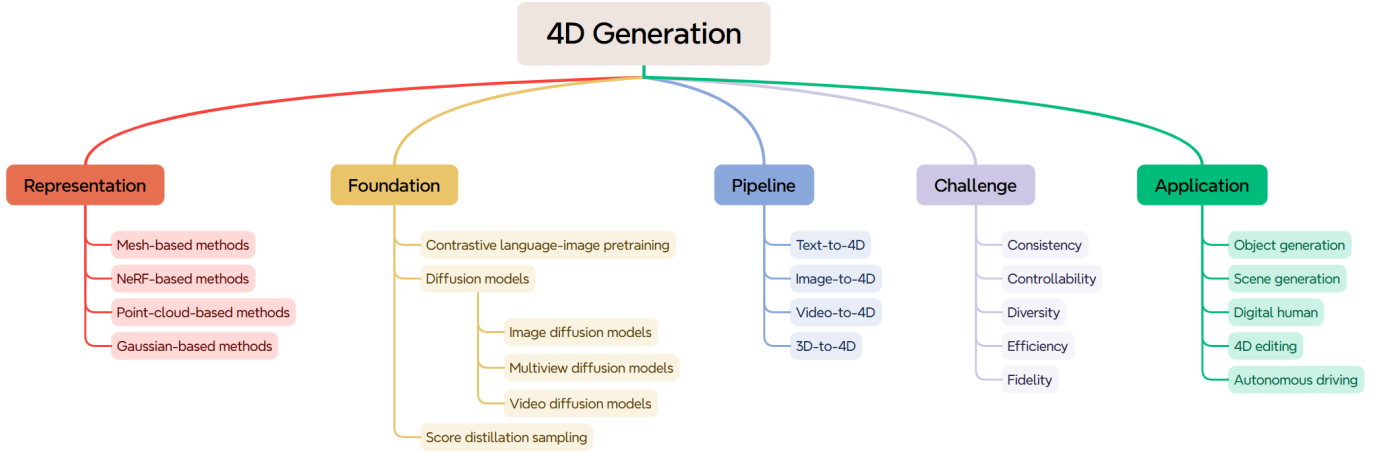 4D Generation
Representation
Mesh-based methods
NeRF-based methods
Point-cloud-based methods
Gaussian-based methods
Foundation
Contrastive language-image pretraining
Diffusion models
Image diffusion models
Multiview diffusion models
Video diffusion models
Score distillation sampling
Pipeline
Text-to-4D
Image-to-4D
Video-to-4D
3D-to-4D
Challenge
Consistency
Controllability
Diversity
Efficiency
Fidelity
Application
Object generation
Scene generation
Digital human
4D editing
Autonomous driving